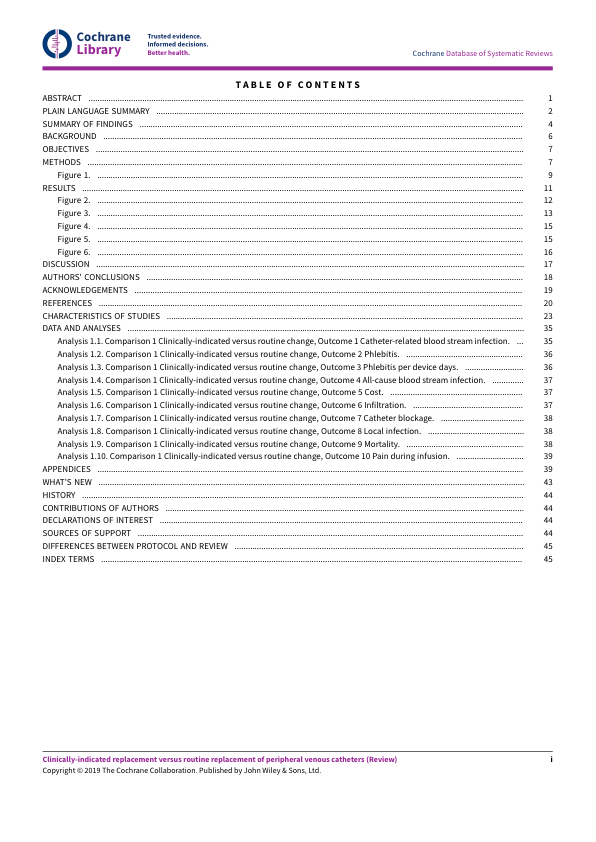 Cochrane
Library
Trusted evidence.
Informed decisions.
Better health.
Cochrane Database of Systematic Reviews
TABLE OF CONTENTS
ABSTRACT ........ 1
PLAIN LANGUAGE SUMMARY ........ 2
SUMMARY OF FINDINGS ........ 4
BACKGROUND ........ 6
OBJECTIVES ........ 7
METHODS ........ 7
Figure 1. ........ 9
RESULTS ........ 11
Figure 2. ........ 12
Figure 3. ........ 13
Figure 4. ........ 15
Figure 5. ........ 15
Figure 6. ........ 16
DISCUSSION ........ 17
AUTHORS' CONCLUSIONS ........ 18
ACKNOWLEDGEMENTS ........ 19
REFERENCES ........ 20
CHARACTERISTICS OF STUDIES ........ 23
DATA AND ANALYSES ........ 35
Analysis 1.1. Comparison 1 Clinically-indicated versus routine change, Outcome 1 Catheter-related blood stream infection. ... 35
Analysis 1.2. Comparison 1 Clinically-indicated versus routine change, Outcome 2 Phlebitis. ........ 36
Analysis 1.3. Comparison 1 Clinically-indicated versus routine change, Outcome 3 Phlebitis per device days. ........ 36
Analysis 1.4. Comparison 1 Clinically-indicated versus routine change, Outcome 4 All-cause blood stream infection. ........ 37
Analysis 1.5. Comparison 1 Clinically-indicated versus routine change, Outcome 5 Cost. ........ 37
Analysis 1.6. Comparison 1 Clinically-indicated versus routine change, Outcome 6 Infiltration. ........ 37
Analysis 1.7. Comparison 1 Clinically-indicated versus routine change, Outcome 7 Catheter blockage. ........ 38
Analysis 1.8. Comparison 1 Clinically-indicated versus routine change, Outcome 8 Local infection. ........ 38
Analysis 1.9. Comparison 1 Clinically-indicated versus routine change, Outcome 9 Mortality. ........ 38
Analysis 1.10. Comparison 1 Clinically-indicated versus routine change, Outcome 10 Pain during infusion. ........ 39
APPENDICES ........ 39
WHAT'S NEW ........ 43
HISTORY ........ 44
CONTRIBUTIONS OF AUTHORS ........ 44
DECLARATIONS OF INTEREST ........ 44
SOURCES OF SUPPORT ........ 44
DIFFERENCES BETWEEN PROTOCOL AND REVIEW ........ 45
INDEX TERMS ........ 45
Clinically-indicated replacement versus routine replacement of peripheral venous catheters (Review) i
Copyright © 2019 The Cochrane Collaboration. Published by John Wiley & Sons, Ltd.